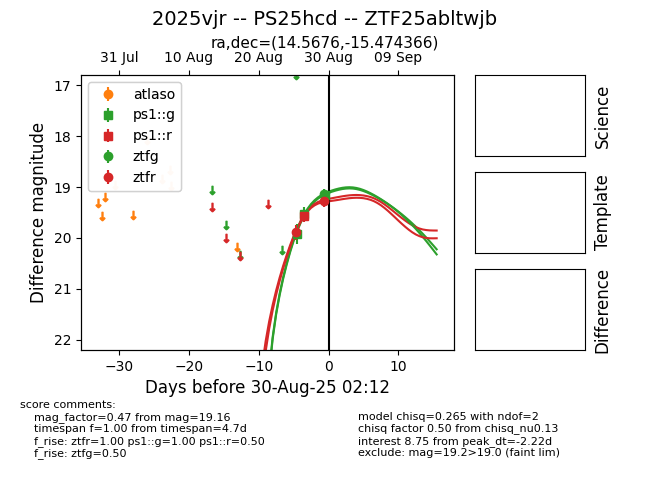 2025vjr -- PS25hcd -- ZTF25abltwjb
ra,dec=(14.5676,-15.474366)
31 Jul 10 Aug 20 Aug 30 Aug 09 Sep
17
18
19
20
21
22
Difference magnitude
atlaso
ps1::g
ps1::r
ztfg
ztfr
−30 −20 −10 0 10
Days before 30-Aug-25 02:12
Science
Template
Difference
score comments:
mag_factor=0.47 from mag=19.16
timespan f=1.00 from timespan=4.7d
f_rise: ztfr=1.00 ps1::g=1.00 ps1::r=0.50
f_rise: ztfg=0.50
model chisq=0.265 with ndof=2
chisq factor 0.50 from chisq_nu0.13
interest 8.75 from peak_dt=-2.22d
exclude: mag=19.2>19.0 (faint lim)